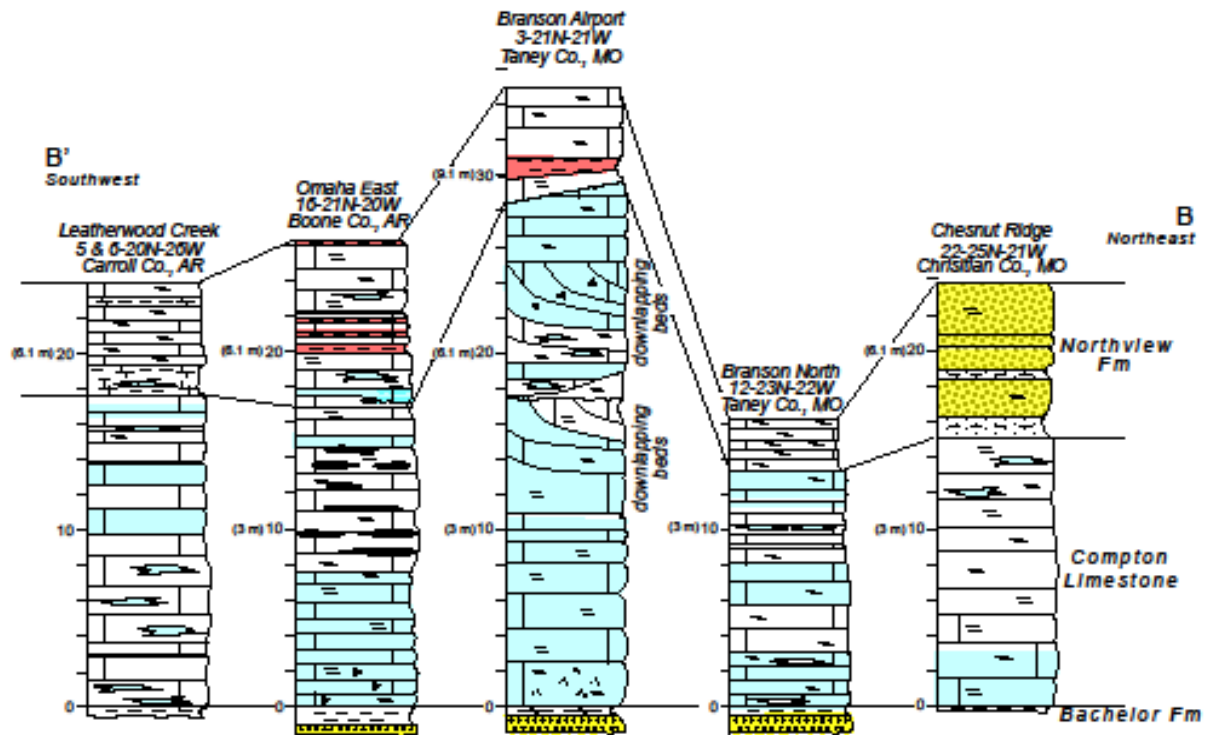 Branson Airport
3-21N-21W
Taney Co., MO
B'
Southwest
Omaha East
16-21N-20W
Boone Co., AR
Leatherwood Creek
5 & 6-20N-26W
Carroll Co., AR
B
Northeast
Chesnut Ridge
22-25N-21W
Chrisitian Co., MO
Branson North
12-23N-22W
Taney Co., MO
(6.1 m) 20
10
0
(6.1 m) 20
(3 m) 10
0
(9.1 m) 30
(6.1 m) 20
(3 m) 10
0
downlapping
beds
downlapping
beds
(3 m) 10
0
(6.1 m) 20
(3 m) 10
0
Northview
Fm
Compton
Limestone
Bachelor Fm